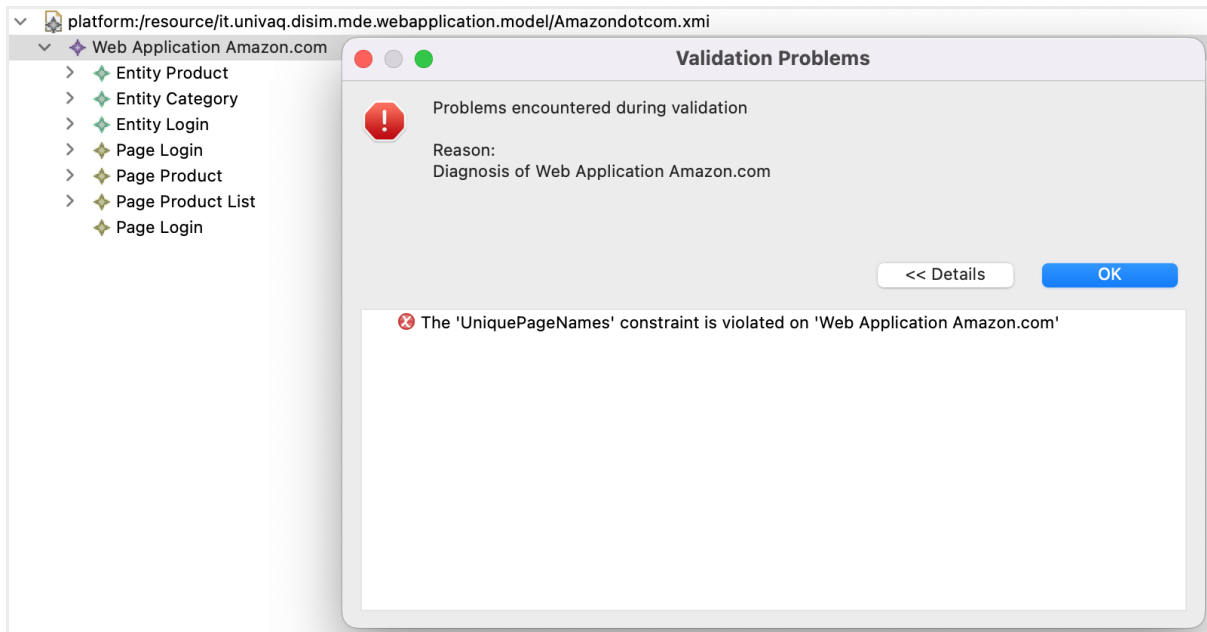 platform:/resource/it.univaq.disim.mde.webapplication.model/Amazondotcom.xmi
Web Application Amazon.com
Entity Product
Entity Category
Entity Login
Page Login
Page Product
Page Product List
Page Login
Validation Problems
Problems encountered during validation
Reason:
Diagnosis of Web Application Amazon.com
<< Details
OK
The 'UniquePageNames' constraint is violated on 'Web Application Amazon.com'